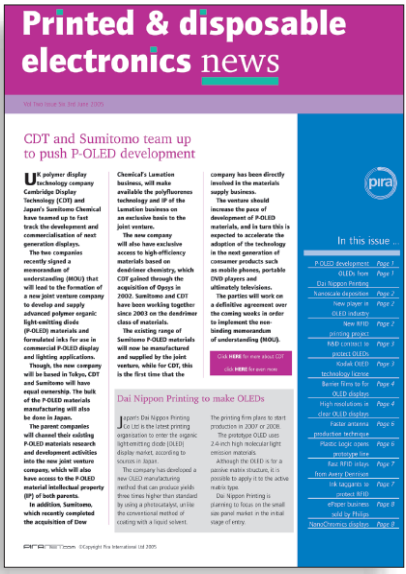 Printed & disposable
electronics news
CDT and Sumitomo team up
to push P-OLED development
UK polymer display
technology company
Cambridge Display
Technology (CDT) and
Japan's Sumitomo Chemical
have teamed up to fast
track the development and
commercialisation of next
generation displays.
The two companies
recently signed a
memorandum of
understanding (MOU) that
will lead to the formation of
a new joint venture company
to develop and supply
advanced polymer organic
light-emitting diode
(P-OLED) materials and
formulated inks for use in
commercial P-OLED display
and lighting applications.
Though, the new company
will be based in Tokyo, CDT
and Sumitomo will have
equal ownership. The bulk
of the P-OLED materials
manufacturing will also
be done in Japan.
The parent companies
will channel their existing
P-OLED materials research
and development activities
into the new joint venture
company, which will also
have access to the P-OLED
material intellectual property
(IP) of both parents.
In addition, Sumitomo,
which recently completed
the acquisition of Dow
Chemical's Lumation
business, will make
available the polyfluorenes
technology and IP of the
Lumation business on
an exclusive basis to the
joint venture.
The new company
will also have exclusive
access to high-efficiency
materials based on
dendrimer chemistry, which
CDT gained through the
acquisition of Opsys in
2002. Sumitomo and CDT
have been working together
since 2003 on the dendrimer
class of materials.
The existing range of
Sumitomo P-OLED materials
will now be manufactured
and supplied by the joint
venture, while for CDT, this
is the first time that the
company has been directly
involved in the materials
supply business.
The venture should
increase the pace of
development of P-OLED
materials, and in turn this is
expected to accelerate the
adoption of the technology
in the next generation of
consumer products such
as mobile phones, portable
DVD players and
ultimately televisions.
The parties will work on
a definitive agreement over
the coming weeks in order
to implement the non-
binding memorandum
of understanding (MOU).
Click HERE for more about CDT
click HERE for even more
Dai Nippon Printing to make OLEDs
Japan's Dai Nippon Printing
Co Ltd is the latest printing
organisation to enter the organic
light-emitting diode (OLED)
display market, according to
sources in Japan.
The company has developed a
new OLED manufacturing
method that can produce yields
three times higher than standard
by using a photocatalyst, unlike
the conventional method of
coating with a liquid solvent.
The printing firm plans to start
production in 2007 or 2008.
The prototype OLED uses
2.4-inch high molecular light
emission materials.
Although the OLED is for a
passive matrix structure, it is
possible to apply it to the active
matrix type.
Dai Nippon Printing is
planning to focus on the small
size panel market in the initial
stage of entry.
pira
In this issue ...
P OLED development Page 1
OLEDs from Page 1
Dai Nippon Printing
Nanoscale deposition Page 2
New player in Page 2
OLED industry
New RFID Page 2
printing project
R&D connect to Page 3
protect OLEDs
Kodak OLED Page 3
technology license
Barrier films to for Page 4
OLED displays
High resolutions in Page 4
clear OLED displays
Faster antenna Page 6
production technique
Plastic Logic opens Page 6
prototype line
Fast RFID inlays Page 7
from Avery Dennison
Ink taggants to Page 7
protect RFID
ePaper business Page 8
sold by Philips
NanoChromics displays Page 8
©Copyright Pira International Ltd 2005